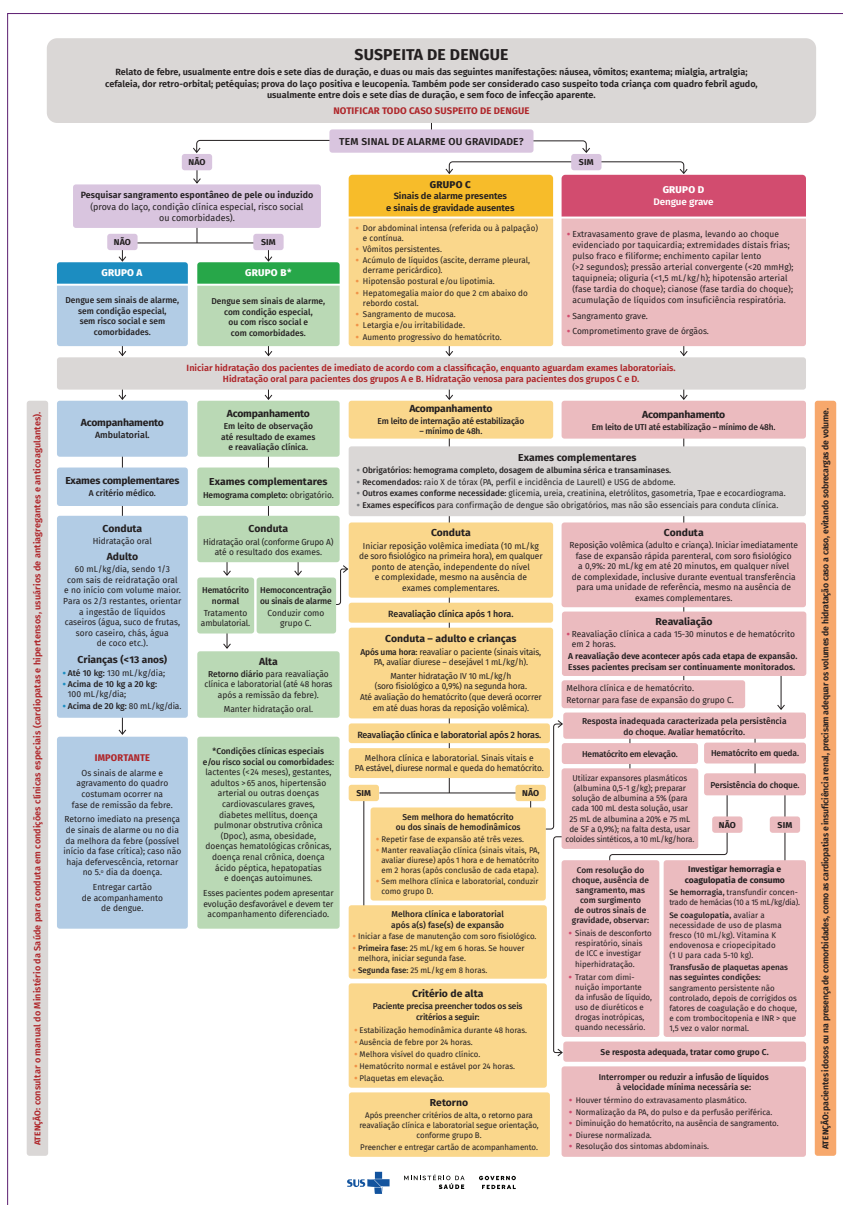 SUSPEITA DE DENGUE
Relato de febre, usualmente entre dois e sete dias de duração, e duas ou mais das seguintes manifestações: náusea, vômitos; exantema; mialgia, artralgia;
cefaleia, dor retro-orbital; petéquias; prova do laço positiva e leucopenia. Também pode ser considerado caso suspeito toda criança com quadro febril agudo,
usualmente entre dois e sete dias de duração, e sem foco de infecção aparente.
NOTIFICAR TODO CASO SUSPEITO DE DENGUE
TEM SINAL DE ALARME OU GRAVIDADE?
NÃO
SIM
Pesquisar sangramento espontâneo de pele ou induzido
(prova do laço, condição clínica especial, risco social
ou comorbidades).
NÃO
SIM
GRUPO A
Dengue sem sinais de alarme,
sem condição especial,
sem risco social e sem
comorbidades.
GRUPO B*
Dengue sem sinais de alarme,
com condição especial,
ou com risco social e
com comorbidades.
GRUPO C
Sinais de alarme presentes
e sinais de gravidade ausentes
• Dor abdominal intensa (referida ou à palpação)
e contínua.
• Vômitos persistentes.
• Acúmulo de líquidos (ascite, derrame pleural,
derrame pericárdico).
• Hipotensão postural e/ou lipotimia.
• Hepatomegalia maior do que 2 cm abaixo do
rebordo costal.
• Sangramento de mucosa.
• Letargia e/ou irritabilidade.
• Aumento progressivo do hematócrito.
GRUPO D
Dengue grave
• Extravasamento grave de plasma, levando ao choque
evidenciado por taquicardia; extremidades distais frias;
pulso fraco e filiforme; enchimento capilar lento
(>2 segundos); pressão arterial convergente (<20 mmHg);
taquipneia; oliguria (<1,5 mL/kg/h); hipotensão arterial
(fase tardia do choque); cianose (fase tardia do choque);
acumulação de líquidos com insuficiência respiratória.
• Sangramento grave.
• Comprometimento grave de órgãos.
Iniciar hidratação dos pacientes de imediato de acordo com a classificação, enquanto aguardam exames laboratoriais.
Hidratação oral para pacientes dos grupos A e B. Hidratação venosa para pacientes dos grupos C e D.
ATENÇÃO: consultar o manual do Ministério da Saúde para conduta em condições clínicas especiais (cardiopatas e hipertensos, usuários de antiagregantes e anticoagulantes).
Acompanhamento
Ambulatorial.
Exames complementares
A critério médico.
Conduta
Hidratação oral
Adulto
60 mL/kg/dia, sendo 1/3
com sais de reidratação oral
e no início com volume maior.
Para os 2/3 restantes, orientar
a ingestão de líquidos
caseiros (água, suco de frutas,
soro caseiro, chás, água
de coco etc.).
Crianças (<13 anos)
• Até 10 kg: 130 mL/kg/dia;
• Acima de 10 kg a 20 kg:
100 mL/kg/dia;
• Acima de 20 kg: 80 mL/kg/dia.
IMPORTANTE
Os sinais de alarme e
agravamento do quadro
costumam ocorrer na
fase de remissão da febre.
Retorno imediato na presença
de sinais de alarme ou no dia
da melhora da febre (possível
início da fase crítica); caso não
haja defervescência, retornar
no 5.º dia da doença.
Entregar cartão
de acompanhamento
de dengue.
Acompanhamento
Em leito de observação
até resultado de exames
e reavaliação clínica.
Exames complementares
Hemograma completo: obrigatório.
Conduta
Hidratação oral (conforme Grupo A)
até o resultado dos exames.
Hematócrito
normal
Tratamento
ambulatorial.
Hemoconcentração
ou sinais de alarme
Conduzir como
grupo C.
Alta
Retorno diário para reavaliação
clínica e laboratorial (até 48 horas
após a remissão da febre).
Manter hidratação oral.
*Condições clínicas especiais
e/ou risco social ou comorbidades:
lactentes (<24 meses), gestantes,
adultos >65 anos, hipertensão
arterial ou outras doenças
cardiovasculares graves,
diabetes mellitus, doença
pulmonar obstrutiva crônica
(Dpoc), asma, obesidade,
doenças hematológicas crônicas,
doença renal crônica, doença
ácido péptica, hepatopatias
e doenças autoimunes.
Esses pacientes podem apresentar
evolução desfavorável e devem ter
acompanhamento diferenciado.
Acompanhamento
Em leito de internação até estabilização
– mínimo de 48h.
Acompanhamento
Em leito de UTI até estabilização – mínimo de 48h.
Exames complementares
• Obrigatórios: hemograma completo, dosagem de albumina sérica e transaminases.
• Recomendados: raio X de tórax (PA, perfil e incidência de Laurell) e USG de abdome.
• Outros exames conforme necessidade: glicemia, ureia, creatinina, eletrólitos, gasometria, Tpae e ecocardiograma.
• Exames específicos para confirmação de dengue são obrigatórios, mas não são essenciais para conduta clínica.
Conduta
Iniciar reposição volêmica imediata (10 mL/kg
de soro fisiológico na primeira hora), em qualquer
ponto de atenção, independente do nível
e complexidade, mesmo na ausência de
exames complementares.
Reavaliação clínica após 1 hora.
Conduta – adulto e crianças
Após uma hora: reavaliar o paciente (sinais vitais,
PA, avaliar diurese – desejável 1 mL/kg/h).
Manter hidratação IV 10 mL/kg/h
(soro fisiológico a 0,9%) na segunda hora.
Até avaliação do hematócrito (que deverá ocorrer
em até duas horas da reposição volêmica).
Reavaliação clínica e laboratorial após 2 horas.
Melhora clínica e laboratorial. Sinais vitais e
PA estável, diurese normal e queda do hematócrito.
SIM
NÃO
Sem melhora do hematócrito
ou dos sinais de hemodinâmicos
• Repetir fase de expansão até três vezes.
• Manter reavaliação clínica (sinais vitais, PA,
avaliar diurese) após 1 hora e de hematócrito
em 2 horas (após conclusão de cada etapa).
• Sem melhora clínica e laboratorial, conduzir
como grupo D.
Melhora clínica e laboratorial
após a(s) fase(s) de expansão
• Iniciar a fase de manutenção com soro fisiológico.
• Primeira fase: 25 mL/kg em 6 horas. Se houver
melhora, iniciar segunda fase.
• Segunda fase: 25 mL/kg em 8 horas.
Critério de alta
Paciente precisa preencher todos os seis
critérios a seguir:
• Estabilização hemodinâmica durante 48 horas.
• Ausência de febre por 24 horas.
• Melhora visível do quadro clínico.
• Hematócrito normal e estável por 24 horas.
• Plaquetas em elevação.
Retorno
Após preencher critérios de alta, o retorno para
reavaliação clínica e laboratorial segue orientação,
conforme grupo B.
Preencher e entregar cartão de acompanhamento.
Conduta
Reposição volêmica (adulto e criança). Iniciar imediatamente
fase de expansão rápida parenteral, com soro fisiológico
a 0,9%: 20 mL/kg em até 20 minutos, em qualquer nível
de complexidade, inclusive durante eventual transferência
para uma unidade de referência, mesmo na ausência de
exames complementares.
Reavaliação
• Reavaliação clínica a cada 15-30 minutos e de hematócrito
em 2 horas.
A reavaliação deve acontecer após cada etapa de expansão.
Esses pacientes precisam ser continuamente monitorados.
Melhora clínica e de hematócrito.
Retornar para fase de expansão do grupo C.
Resposta inadequada caracterizada pela persistência
do choque. Avaliar hematócrito.
Hematócrito em elevação.
Hematócrito em queda.
Utilizar expansores plasmáticos
(albumina 0,5-1 g/kg); preparar
solução de albumina a 5% (para
cada 100 mL desta solução, usar
25 mL de albumina a 20% e 75 mL
de SF a 0,9%); na falta desta, usar
coloides sintéticos, a 10 mL/kg/hora.
Persistência do choque.
NÃO
SIM
Com resolução do
choque, ausência de
sangramento, mas
com surgimento
de outros sinais de
gravidade, observar:
• Sinais de desconforto
respiratório, sinais
de ICC e investigar
hiperhidratação.
• Tratar com dimi-
nuição importante
da infusão de líquido,
uso de diuréticos e
drogas inotrópicas,
quando necessário.
Investigar hemorragia e
coagulopatia de consumo
Se hemorragia, transfundir concen-
trado de hemácias (10 a 15 mL/kg/dia).
Se coagulopatia, avaliar a
necessidade de uso de plasma
fresco (10 mL/kg). Vitamina K
endovenosa e criopecipitado
(1 U para cada 5-10 kg).
Transfusão de plaquetas apenas
nas seguintes condições:
sangramento persistente não
controlado, depois de corrigidos os
fatores de coagulação e do choque,
e com trombocitopenia e INR > que
1,5 vez o valor normal.
Se resposta adequada, tratar como grupo C.
Interromper ou reduzir a infusão de líquidos
à velocidade mínima necessária se:
• Houver término do extravasamento plasmático.
• Normalização da PA, do pulso e da perfusão periférica.
• Diminuição do hematócrito, na ausência de sangramento.
• Diurese normalizada.
• Resolução dos sintomas abdominais.
ATENÇÃO: pacientes idosos ou na presença de comorbidades, como as cardiopatias e insuficiência renal, precisam adequar os volumes de hidratação caso a caso, evitando sobrecargas de volume.
SUS
MINISTÉRIO DA
SAÚDE
GOVERNO
FEDERAL